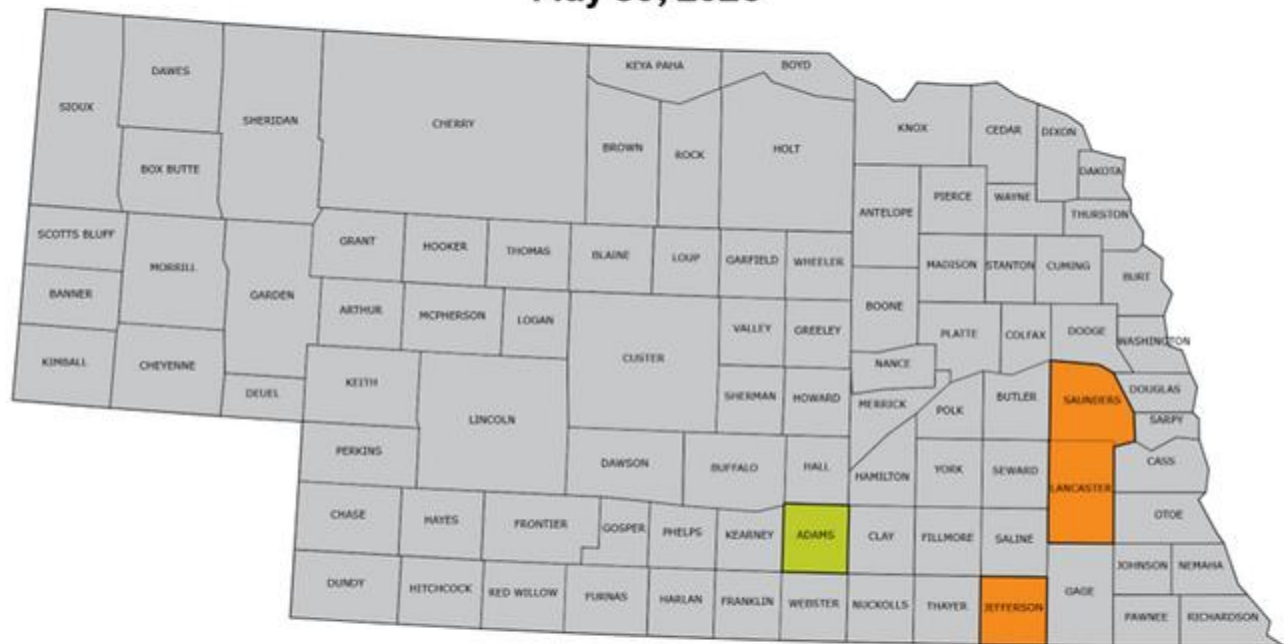 SIOUX
DAWES
BOX BUTTE
SHERIDAN
CHERRY
KEYA PAHA
BOYD
BROWN
ROCK
HOLT
KNOX
CEDAR
DIXON
DAKOTA
ANTELOPE
PIERCE
WAYNE
THURSTON
SCOTTS BLUFF
MORRILL
GARDEN
GRANT
HOOKER
THOMAS
BLAINE
LOUP
GARFIELD
WHEELER
MADISON
STANTON
CUMING
BURT
BANNER
ARTHUR
MCPHERSON
LOGAN
CUSTER
VALLEY
GREELEY
BOONE
PLATTE
COLFAX
DODGE
WASHINGTON
KIMBALL
CHEYENNE
DEUEL
KEITH
LINCOLN
SHERMAN
HOWARD
NANCE
MERRICK
POLK
BUTLER
SAUNDERS
DOUGLAS
SARPY
PERKINS
DAWSON
BUFFALO
HALL
HAMILTON
YORK
SEWARD
LANCASTER
CASS
CHASE
HAYES
FRONTIER
GOSPER
PHELPS
KEARNEY
ADAMS
CLAY
FILLMORE
SALINE
OTOE
DUNDY
HITCHCOCK
RED WILLOW
FURNAS
HARLAN
FRANKLIN
WEBSTER
NUCKOLLS
THAYER
JEFFERSON
GAGE
JOHNSON
NEMAHA
PAWNEE
RICHARDSON